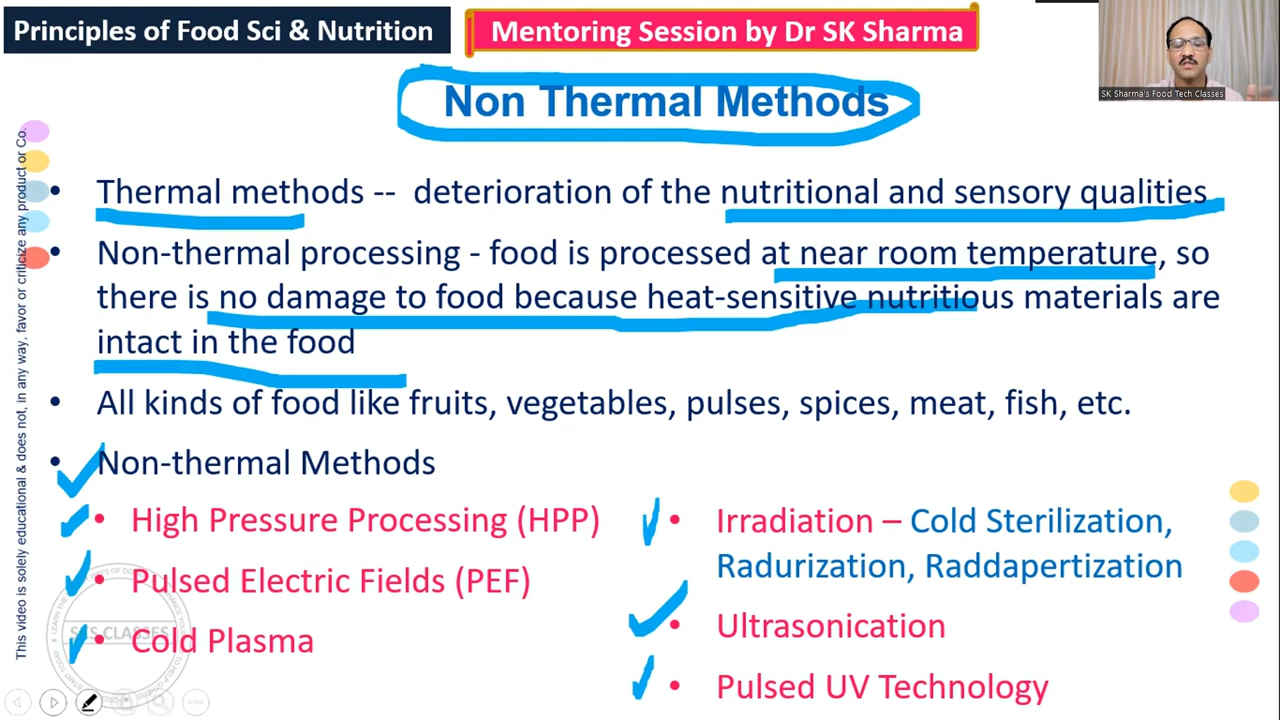 Principles of Food Sci & Nutrition
Mentoring Session by Dr SK Sharma
SK Sharma's Food Tech Classes
Non Thermal Methods
• Thermal methods -- deterioration of the nutritional and sensory qualities
• Non-thermal processing - food is processed at near room temperature, so
there is no damage to food because heat-sensitive nutritious materials are
intact in the food
• All kinds of food like fruits, vegetables, pulses, spices, meat, fish, etc.
• Non-thermal Methods
• High Pressure Processing (HPP)
• Pulsed Electric Fields (PEF)
• Cold Plasma
• Irradiation – Cold Sterilization,
Radurization, Raddapertization
• Ultrasonication
• Pulsed UV Technology
This video is solely educational & does not, in any way, favor or criticize any product or Co.
CLASSES